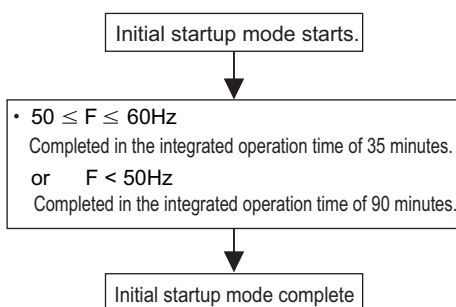 Initial startup mode starts.
· 50 ≤ F ≤ 60Hz
Completed in the integrated operation time of 35 minutes.
or F < 50Hz
Completed in the integrated operation time of 90 minutes.
Initial startup mode complete